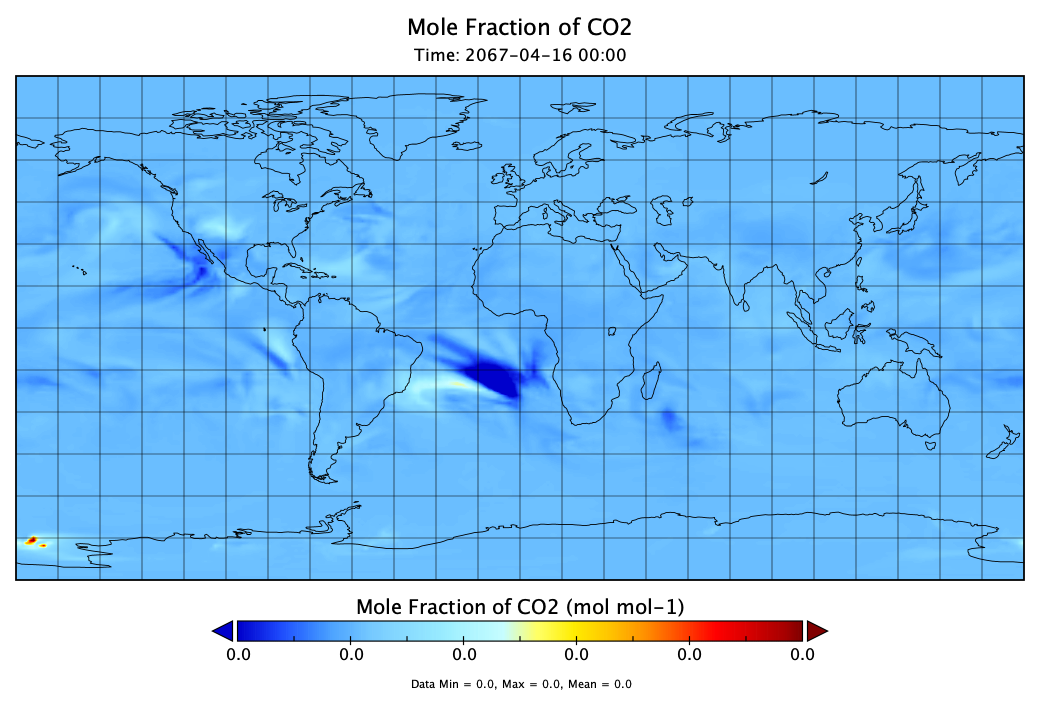 Mole Fraction of CO2
Time: 2067-04-16 00:00
Mole Fraction of CO2 (mol mol-1)
0.0 0.0 0.0 0.0 0.0 0.0
Data Min = 0.0, Max = 0.0, Mean = 0.0